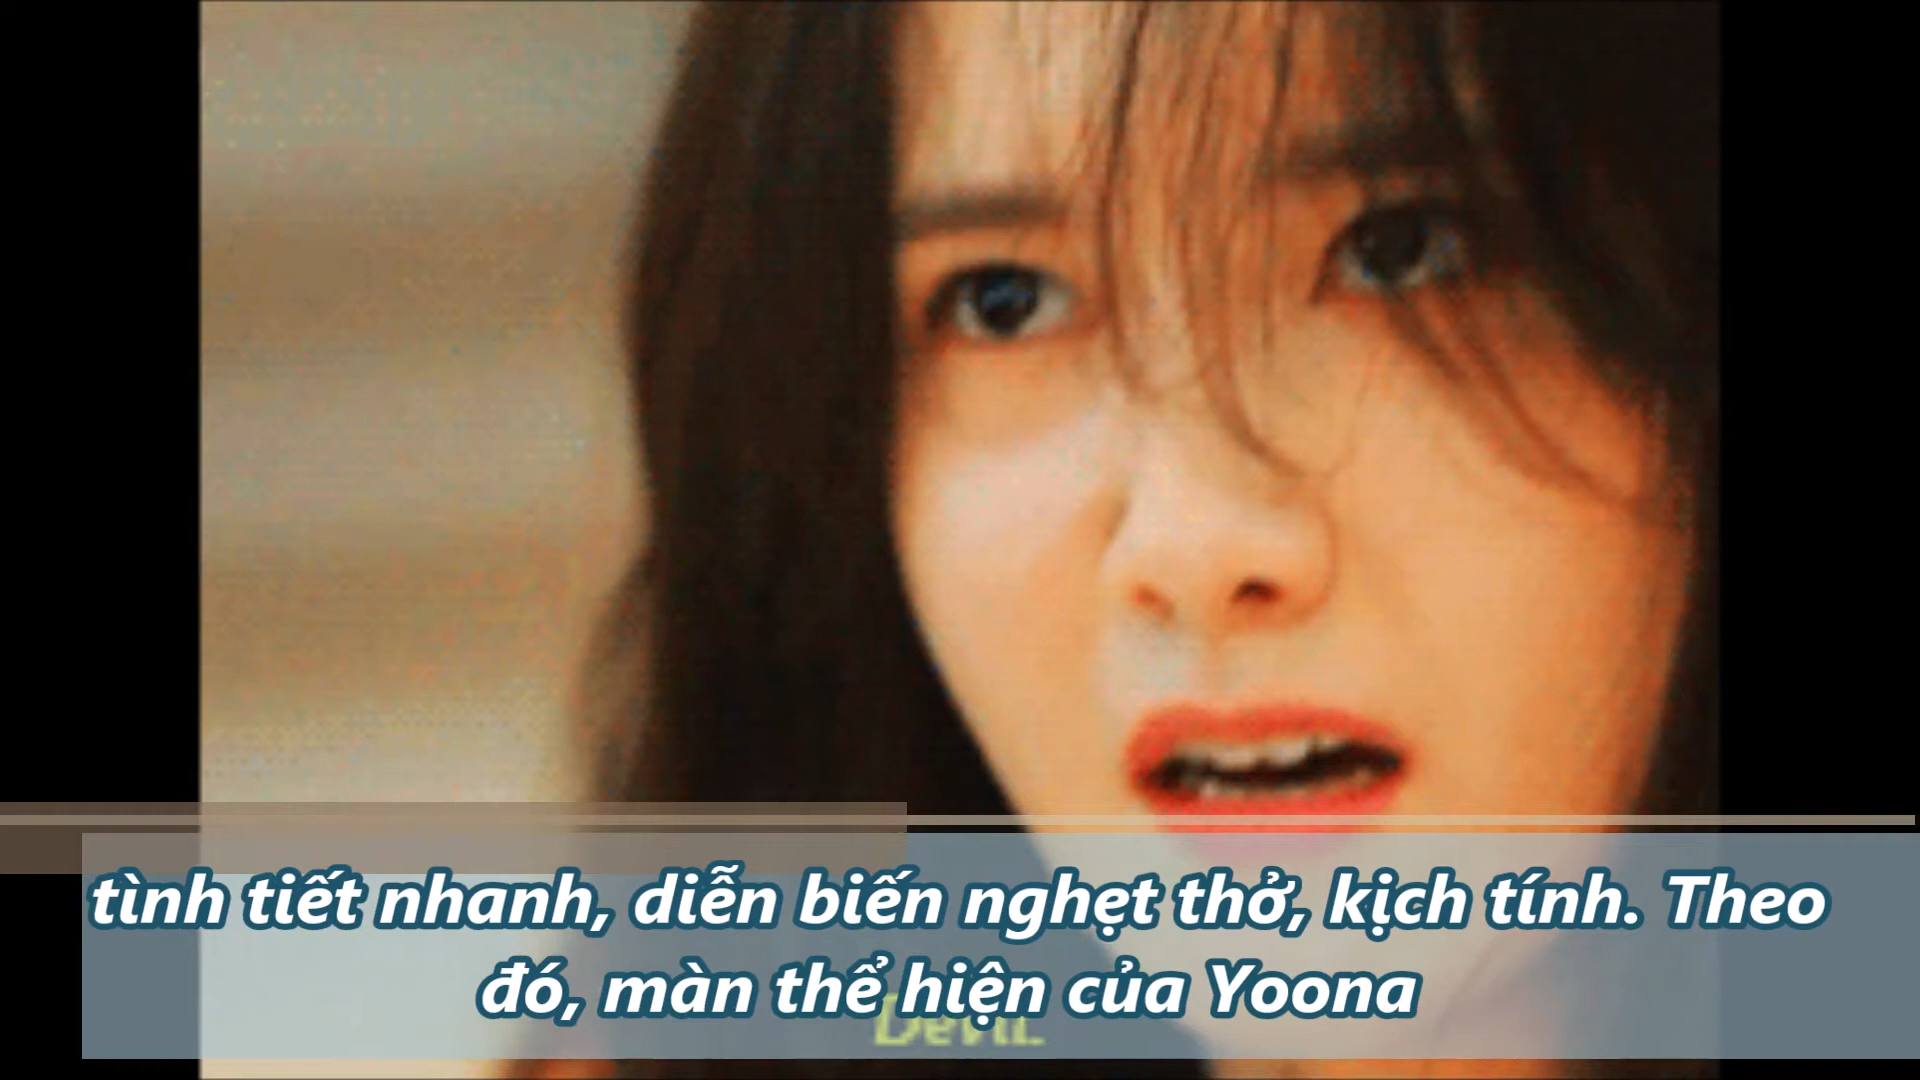 tình tiết nhanh, diễn biến nghẹt thở, kịch tính. Theo
đó, màn thể hiện của Yoona